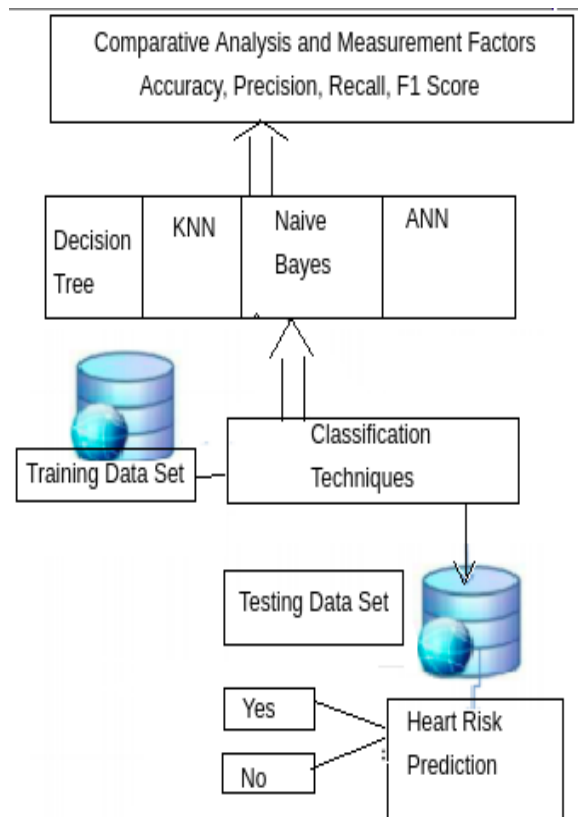 Comparative Analysis and Measurement Factors
Accuracy, Precision, Recall, F1 Score
Decision
Tree
KNN
Naive
Bayes
ANN
Training Data Set
Classification
Techniques
Testing Data Set
Yes
No
Heart Risk
Prediction